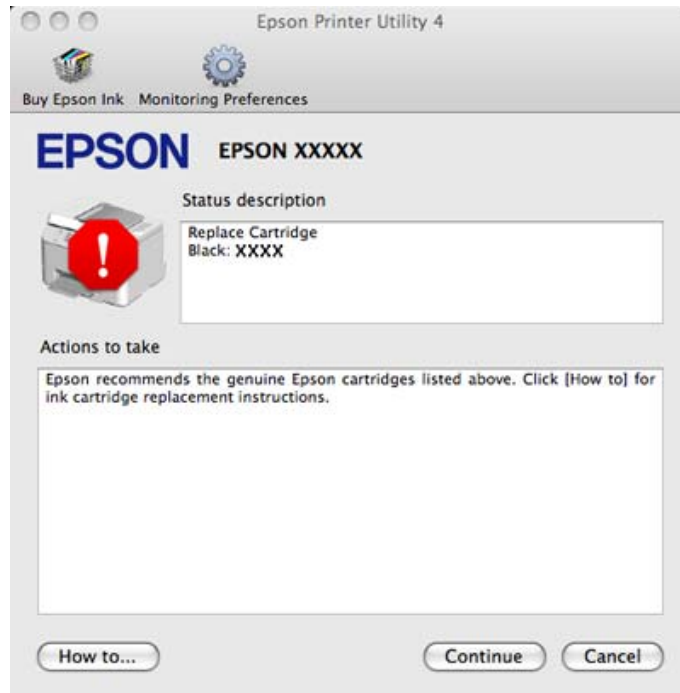 Epson Printer Utility 4
Buy Epson Ink Monitoring Preferences
EPSON EPSON XXXXX
Status description
Replace Cartridge
Black: XXXX
!
Actions to take
Epson recommends the genuine Epson cartridges listed above. Click [How to] for
ink cartridge replacement instructions.
How to... Continue Cancel